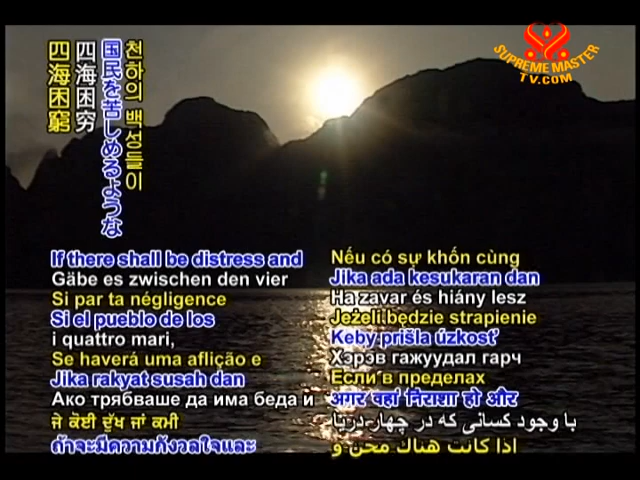 SUPREME MASTER
TV.COM
천하의 백성들이
国民を苦しめるような
四海困穷
四海困窮
If there shall be distress and
Gäbe es zwischen den vier
Si par ta négligence
Si el pueblo de los
i quattro mari,
Se haverá uma aflição e
Jika rakyat susah dan
Ако трябваше да има беда и
ਜੇ ਕੋਈ ਦੁੱਖ ਜਾਂ ਕਮੀ
ถ้าจะมีความกังวลใจและ
Nếu có sự khốn cùng
Jika ada kesukaran dan
Ha zavar és hiány lesz
Jeżeli będzie strapienie
Keby prišla úzkosť
Хэрэв гажуудал гарч
Если в пределах
अगर वहां निराशा हो और
با وجود کسانی که در چهار دریا
اذا كانت هناك محن و